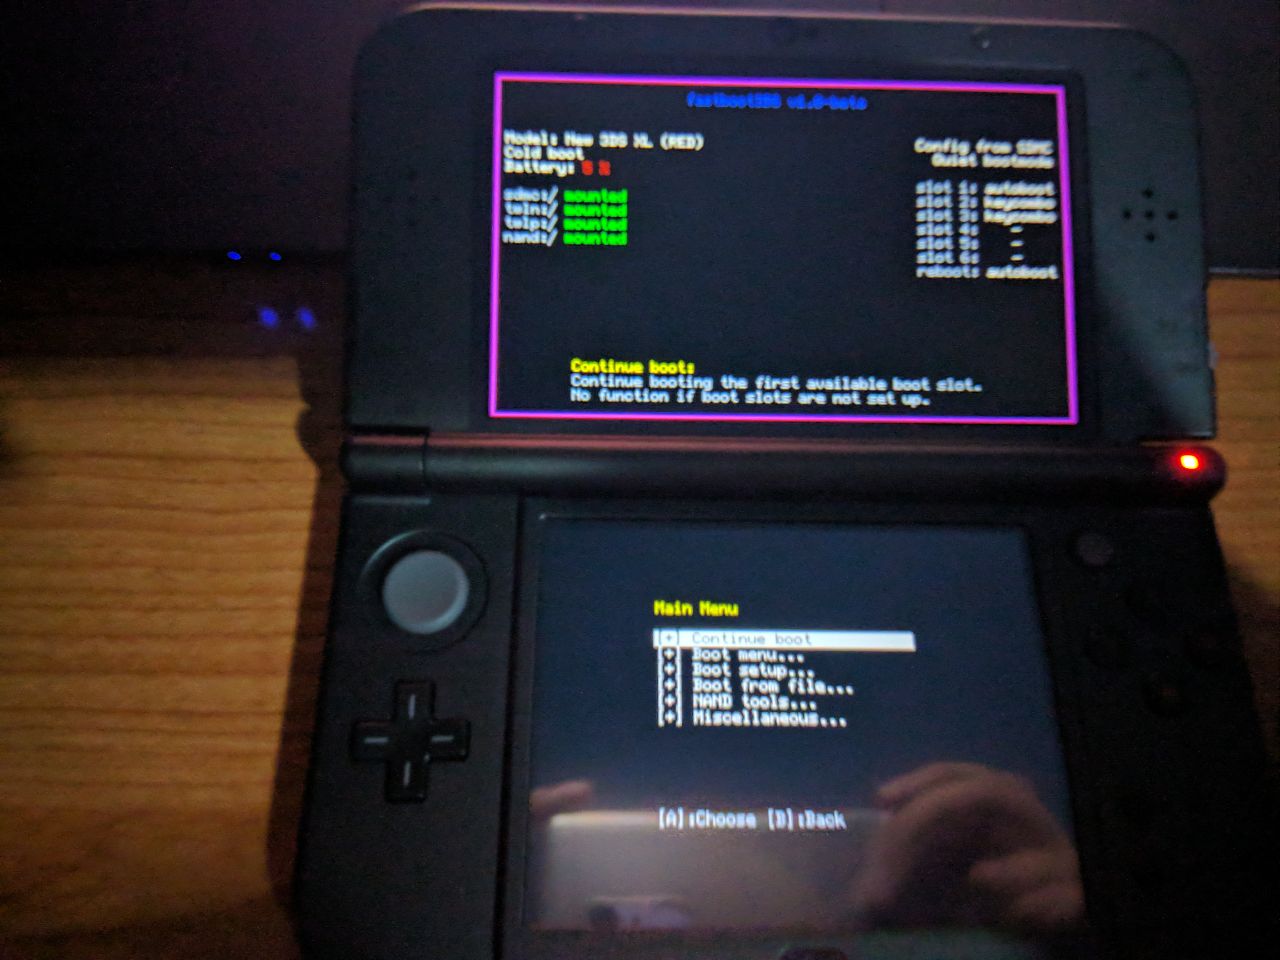 fastboot3DS v1.0-beta
Model: New 3DS XL (RED)
Cold boot
Battery: %
sdmc:/ mounted
twln:/ mounted
twlp:/ mounted
nand:/ mounted
Config from SDMC
Quiet bootmode
slot 1: autoboot
slot 2: keycombo
slot 3: keycombo
slot 4: -
slot 5: -
slot 6: -
reboot: autoboot
Continue boot:
Continue booting the first available boot slot.
No function if boot slots are not set up.
Main Menu
[+] Continue boot
[+] Boot menu...
[+] Boot setup...
[+] Boot from file...
[+] NAND tools...
[+] Miscellaneous...
[A]:Choose [B]:Back